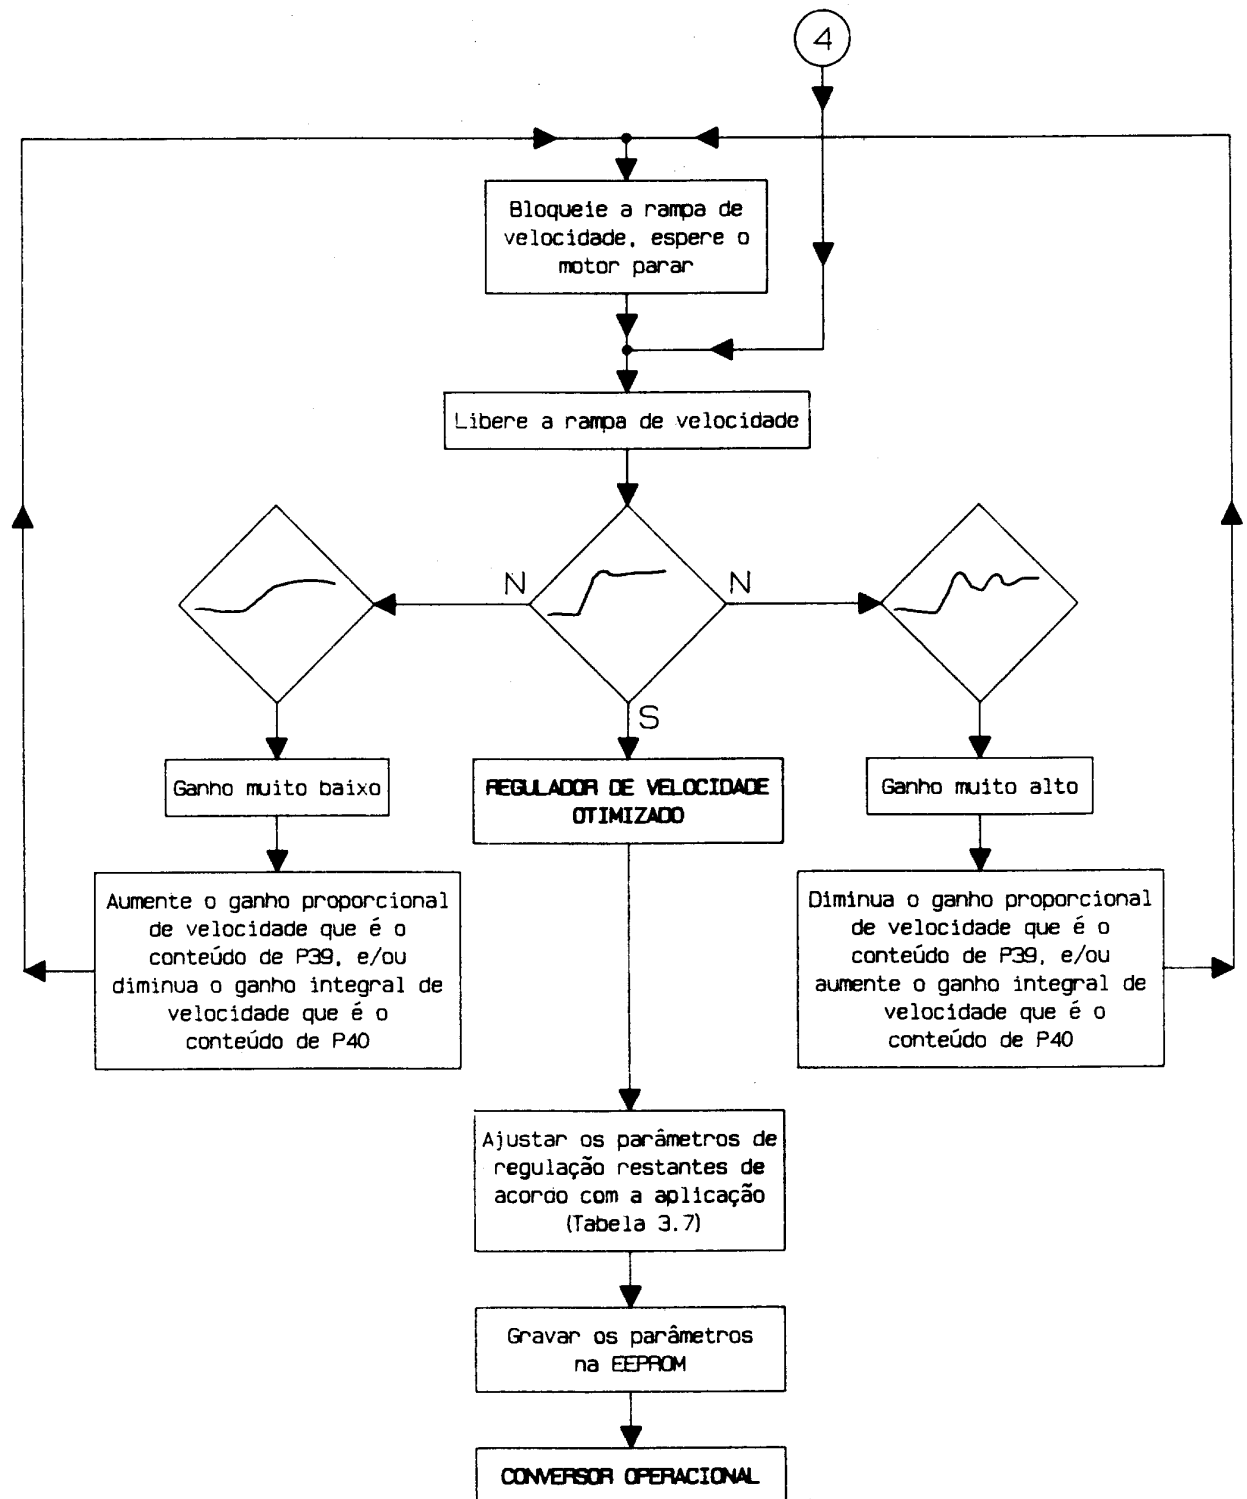 4
Bloqueie a rampa de
velocidade, espere o
motor parar
Libere a rampa de velocidade
N
N
S
Ganho muito baixo
REGULADOR DE VELOCIDADE
OTIMIZADO
Ganho muito alto
Aumente o ganho proporcional
de velocidade que é o
conteúdo de P39, e/ou
diminua o ganho integral de
velocidade que é o
conteúdo de P40
Diminua o ganho proporcional
de velocidade que é o
conteúdo de P39, e/ou
aumente o ganho integral de
velocidade que é o
conteúdo de P40
Ajustar os parâmetros de
regulação restantes de
acordo com a aplicação
(Tabela 3.7)
Gravar os parâmetros
na EEPROM
CONVERSOR OPERACIONAL